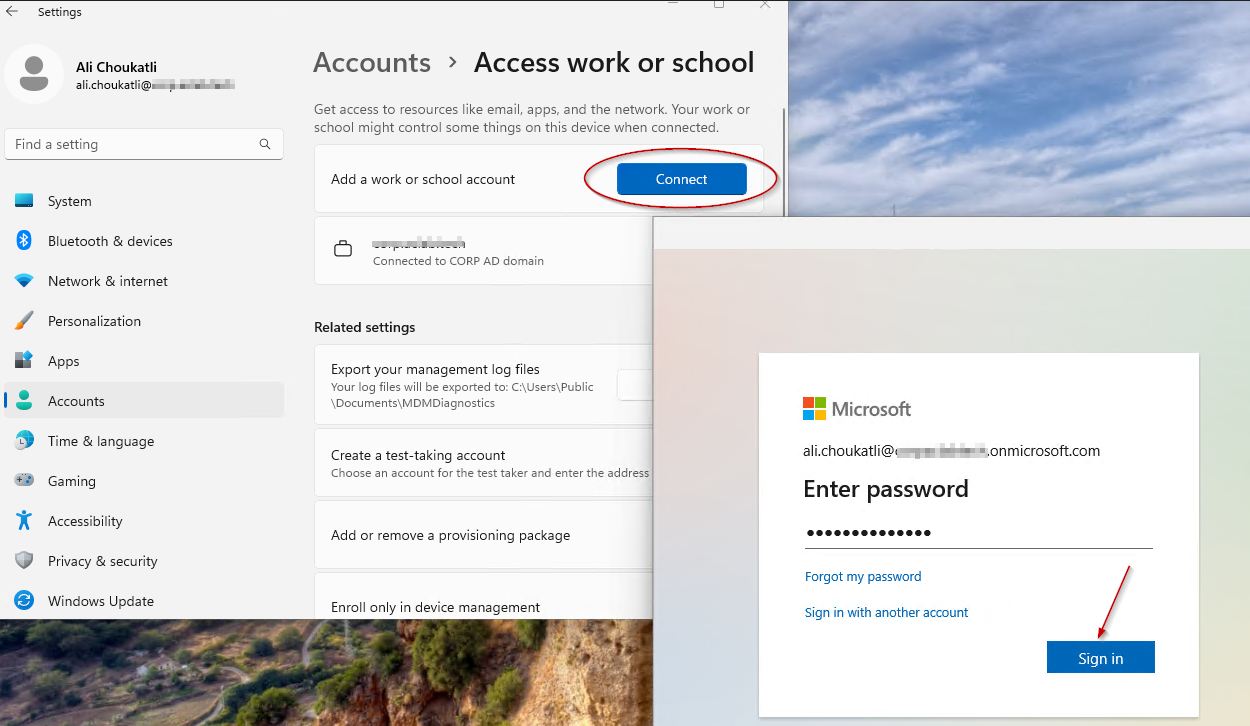 Settings
Ali Choukatli
ali.choukatli@
Find a setting
System
Bluetooth & devices
Network & internet
Personalization
Apps
Accounts
Time & language
Gaming
Accessibility
Privacy & security
Windows Update
Accounts > Access work or school
Get access to resources like email, apps, and the network. Your work or
school might control some things on this device when connected.
Add a work or school account
Connect
Connected to CORP AD domain
Related settings
Export your management log files
Your log files will be exported to: C:\Users\Public
\Documents\MDMDiagnostics
Create a test-taking account
Choose an account for the test taker and enter the address
Add or remove a provisioning package
Enroll only in device management
Microsoft
ali.choukatli@ .onmicrosoft.com
Enter password
Forgot my password
Sign in with another account
Sign in